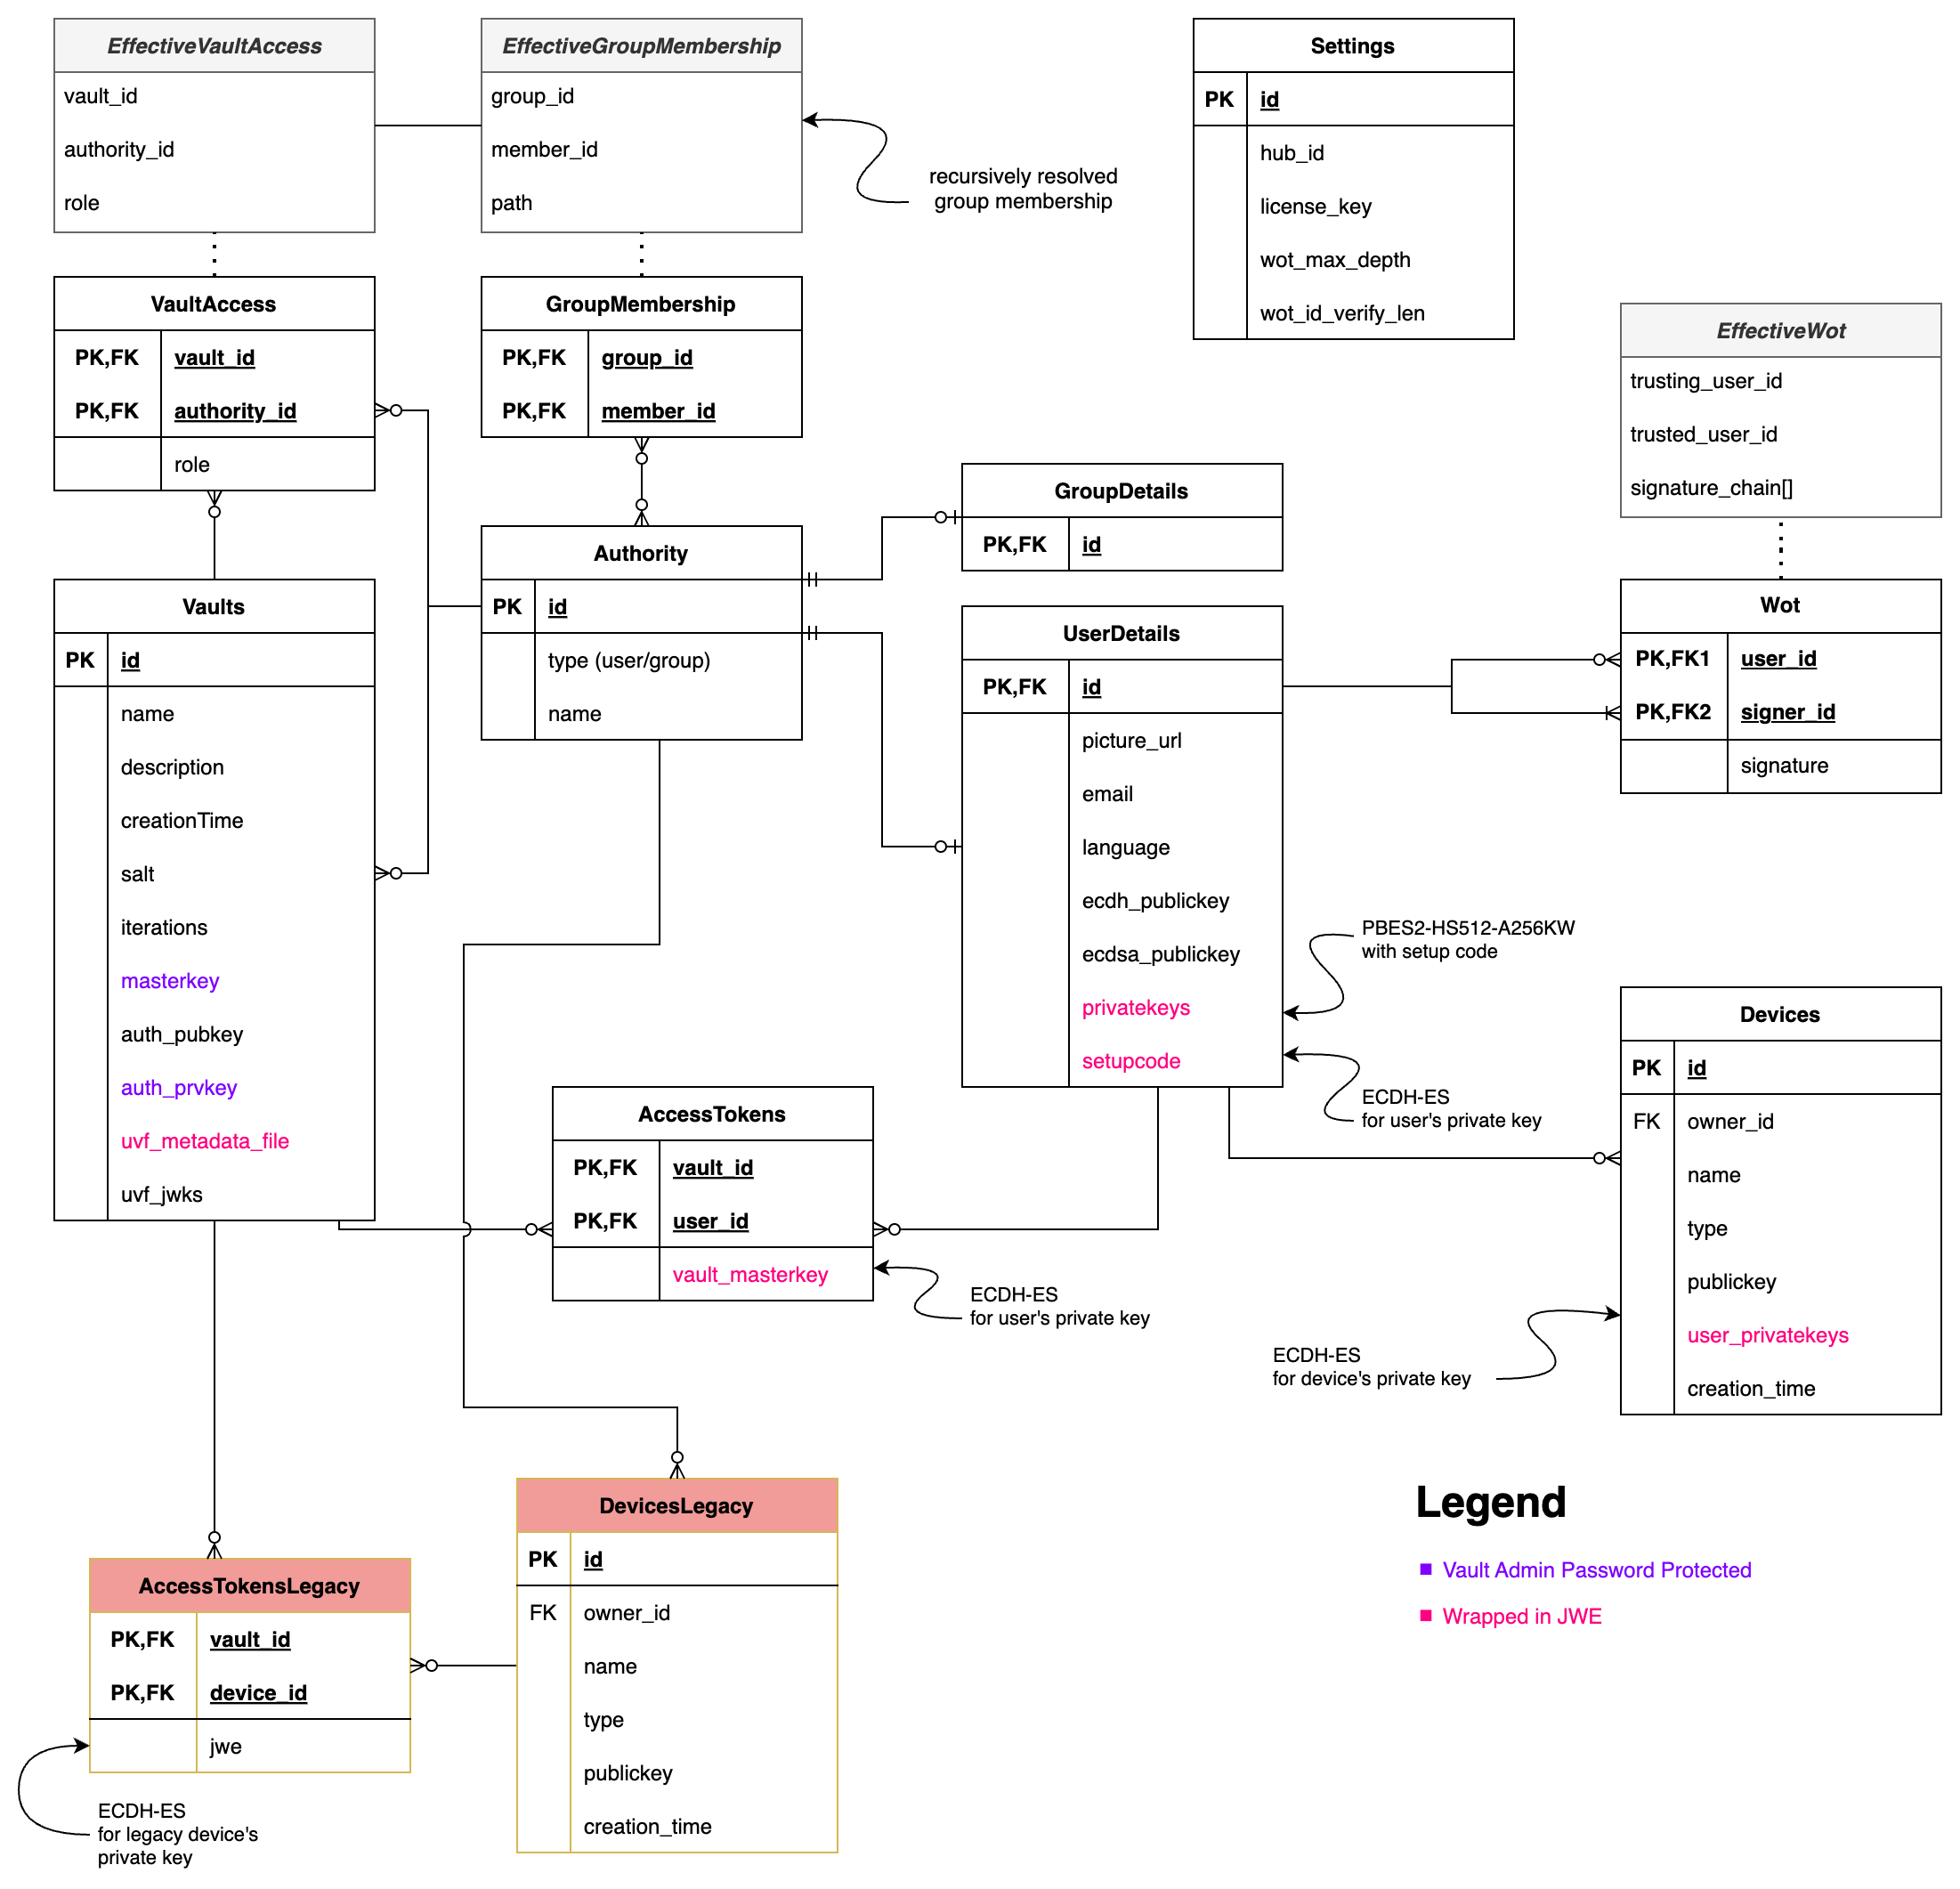 EffectiveVaultAccess
vault_id
authority_id
role
EffectiveGroupMembership
group_id
member_id
path
recursively resolved
group membership
Settings
PK id
hub_id
license_key
wot_max_depth
wot_id_verify_len
EffectiveWot
trusting_user_id
trusted_user_id
signature_chain[]
VaultAccess
PK,FK vault_id
PK,FK authority_id
role
GroupMembership
PK,FK group_id
PK,FK member_id
GroupDetails
PK,FK id
Authority
PK id
type (user/group)
name
Vaults
PK id
name
description
creationTime
salt
iterations
masterkey
auth_pubkey
auth_prvkey
uvf_metadata_file
uvf_jwks
UserDetails
PK,FK id
picture_url
email
language
ecdh_publickey
ecdsa_publickey
privatekeys
setupcode
Wot
PK,FK1 user_id
PK,FK2 signer_id
signature
PBES2-HS512-A256KW
with setup code
ECDH-ES
for user's private key
Devices
PK id
FK owner_id
name
type
publickey
user_privatekeys
creation_time
AccessTokens
PK,FK vault_id
PK,FK user_id
vault_masterkey
ECDH-ES
for user's private key
ECDH-ES
for device's private key
DevicesLegacy
PK id
FK owner_id
name
type
publickey
creation_time
AccessTokensLegacy
PK,FK vault_id
PK,FK device_id
jwe
ECDH-ES
for legacy device's
private key
Legend
Vault Admin Password Protected
Wrapped in JWE